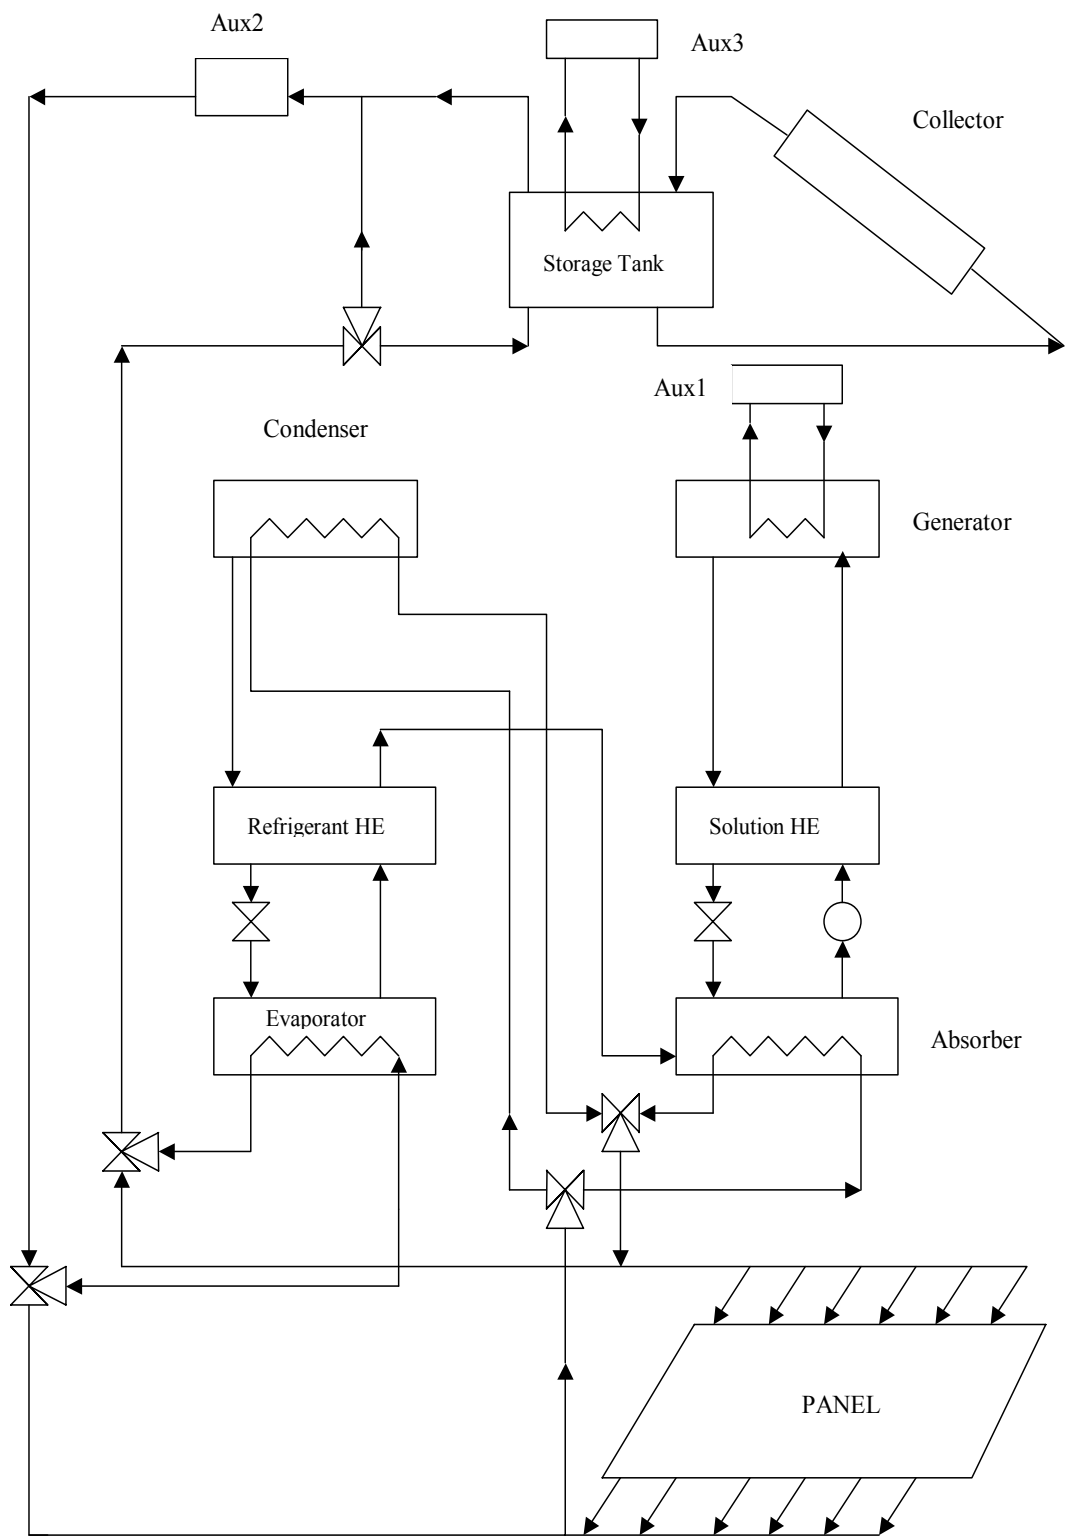 Aux2
Aux3
Collector
Storage Tank
Aux1
Condenser
Generator
Refrigerant HE
Solution HE
Evaporator
Absorber
PANEL